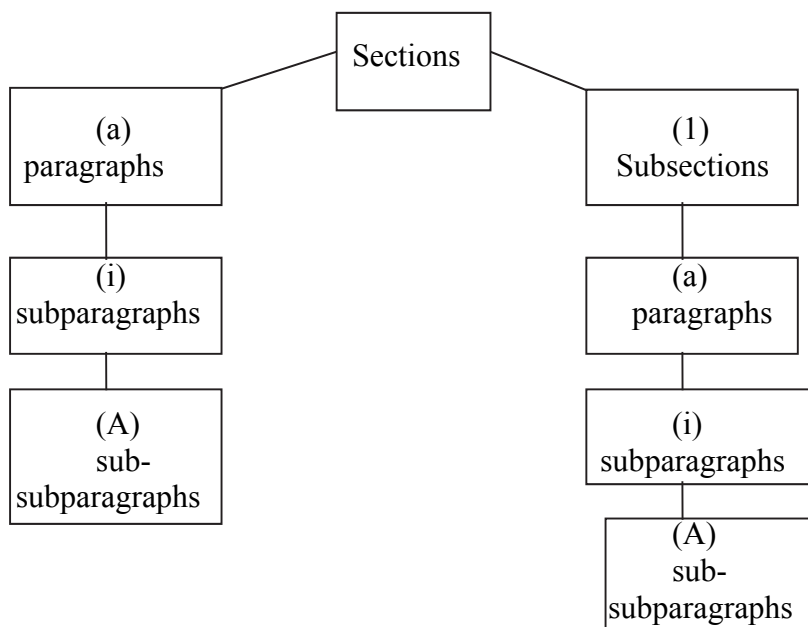 Sections
(a)
paragraphs
(i)
subparagraphs
(A)
sub-
subparagraphs
(1)
Subsections
(a)
paragraphs
(i)
subparagraphs
(A)
sub-
subparagraphs